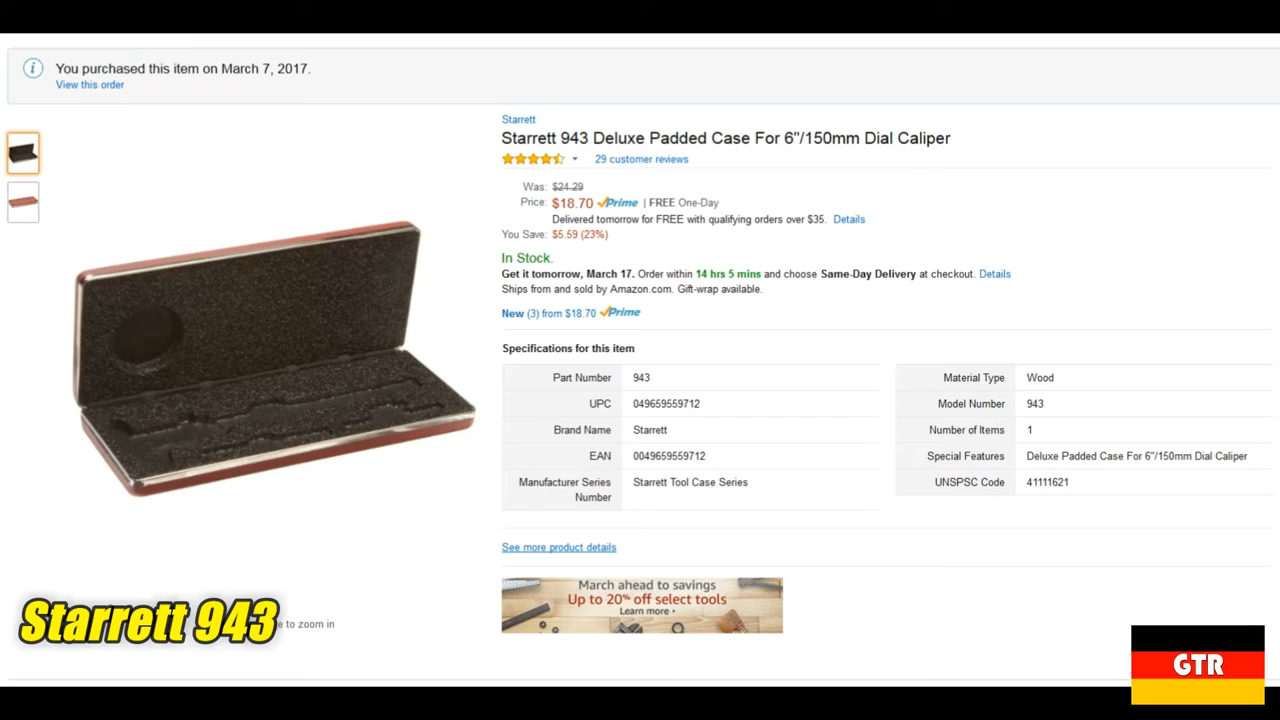 You purchased this item on March 7, 2017.
View this order
Starrett
Starrett 943 Deluxe Padded Case For 6"/150mm Dial Caliper
29 customer reviews
Was: $24.29
Price: $18.70 Prime | FREE One-Day
Delivered tomorrow for FREE with qualifying orders over $35. Details
You Save: $5.59 (23%)
In Stock.
Get it tomorrow, March 17. Order within 14 hrs 5 mins and choose Same-Day Delivery at checkout. Details
Ships from and sold by Amazon.com. Gift-wrap available.
New (3) from $18.70 Prime
Specifications for this item
Part Number 943
UPC 049659559712
Brand Name Starrett
EAN 0049659559712
Manufacturer Series Number Starrett Tool Case Series
Material Type Wood
Model Number 943
Number of Items 1
Special Features Deluxe Padded Case For 6"/150mm Dial Caliper
UNSPSC Code 41111621
See more product details
March ahead to savings
Up to 20% off select tools
Learn more
Starrett 943
to zoom in
GTR